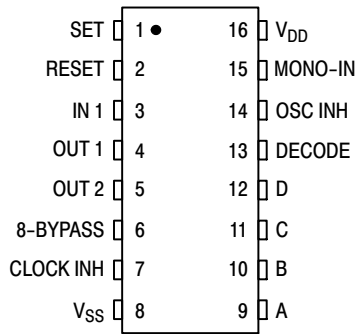 SET 1 16 VDD
RESET 2 15 MONO-IN
IN 1 3 14 OSC INH
OUT 1 4 13 DECODE
OUT 2 5 12 D
8-BYPASS 6 11 C
CLOCK INH 7 10 B
VSS 8 9 A